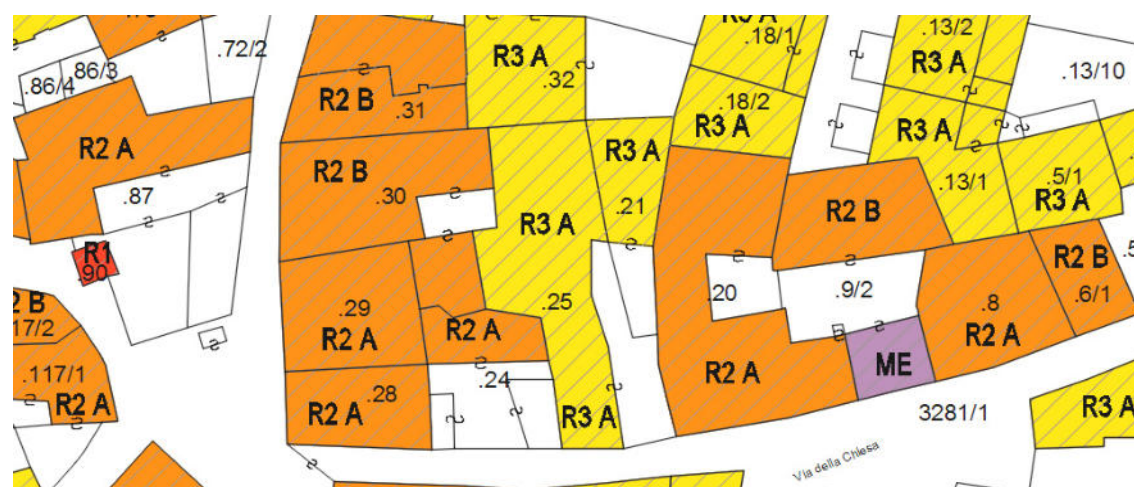 R3 A
.18/1
.13/2
.72/2
R3 A
.32
R3 A
.13/10
.86/3
.86/4
R2 B
.31
.18/2
R3 A
R3 A
R2 A
R3 A
R2 B
.30
.87
.13/1
.5/1
R3 A
.21
R2 B
R3 A
R1
.90
R2 B
.20
.9/2
.6/1
.29
.25
.8
2 B
17/2
R2 A
R2 A
R2 A
ME
R2 A
.117/1
R2 A
.24
R2 A
.28
R3 A
3281/1
R3 A
Via della Chiesa